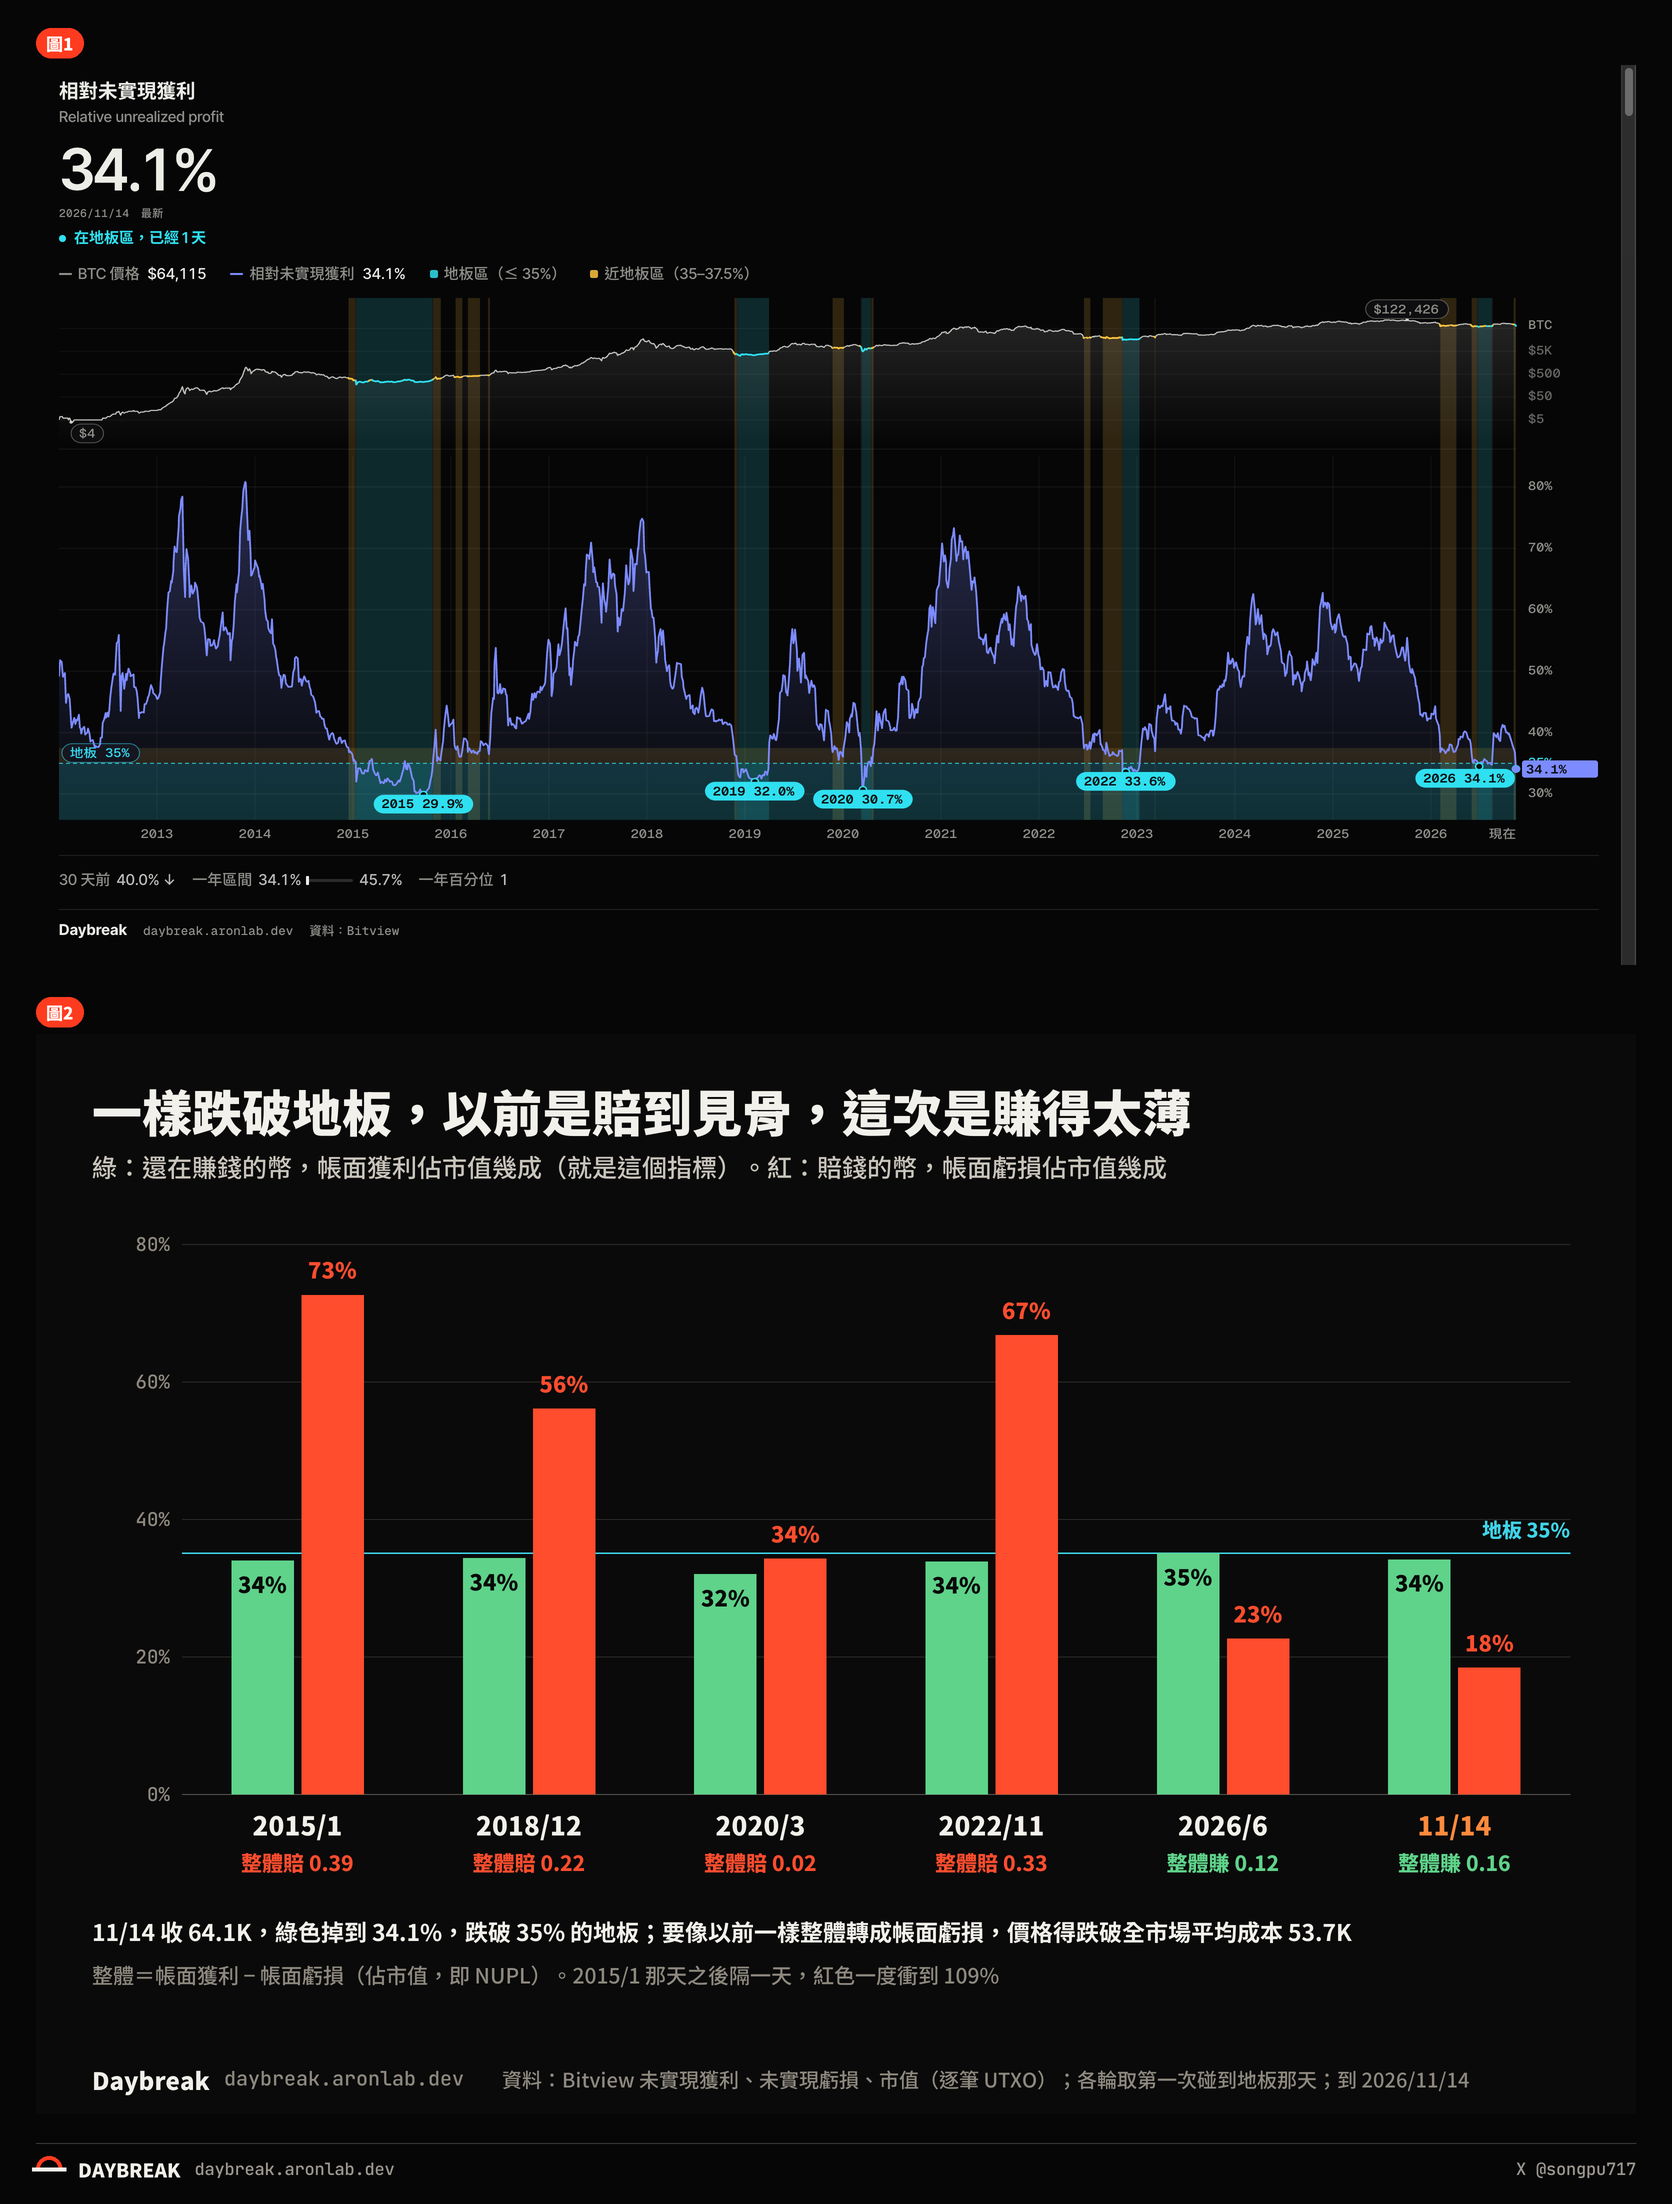 圖1
相對未實現獲利
Relative unrealized profit
34.1%
2026/11/14 最新
在地板區，已經 1 天
BTC 價格 $64,115 相對未實現獲利 34.1% 地板區（≤ 35%） 近地板區（35–37.5%）
$122,426
BTC
$5K
$500
$50
$5
$4
80%
70%
60%
50%
40%
30%
地板 35%
34.1%
2015 29.9%
2019 32.0%
2020 30.7%
2022 33.6%
2026 34.1%
2013 2014 2015 2016 2017 2018 2019 2020 2021 2022 2023 2024 2025 2026 現在
30 天前 40.0% ↓ 一年區間 34.1% 45.7% 一年百分位 1
Daybreak daybreak.aronlab.dev 資料：Bitview
圖2
一樣跌破地板，以前是賠到見骨，這次是賺得太薄
綠：還在賺錢的幣，帳面獲利佔市值幾成（就是這個指標）。紅：賠錢的幣，帳面虧損佔市值幾成
80%
60%
40%
20%
0%
地板 35%
34% 73%
34% 56%
32% 34%
34% 67%
35% 23%
34% 18%
2015/1 2018/12 2020/3 2022/11 2026/6 11/14
整體賠 0.39 整體賠 0.22 整體賠 0.02 整體賠 0.33 整體賺 0.12 整體賺 0.16
11/14 收 64.1K，綠色掉到 34.1%，跌破 35% 的地板；要像以前一樣整體轉成帳面虧損，價格得跌破全市場平均成本 53.7K
整體＝帳面獲利 − 帳面虧損（佔市值，即 NUPL）。2015/1 那天之後隔一天，紅色一度衝到 109%
Daybreak daybreak.aronlab.dev 資料：Bitview 未實現獲利、未實現虧損、市值（逐筆 UTXO）；各輪取第一次碰到地板那天；到 2026/11/14
DAYBREAK daybreak.aronlab.dev X @songpu717